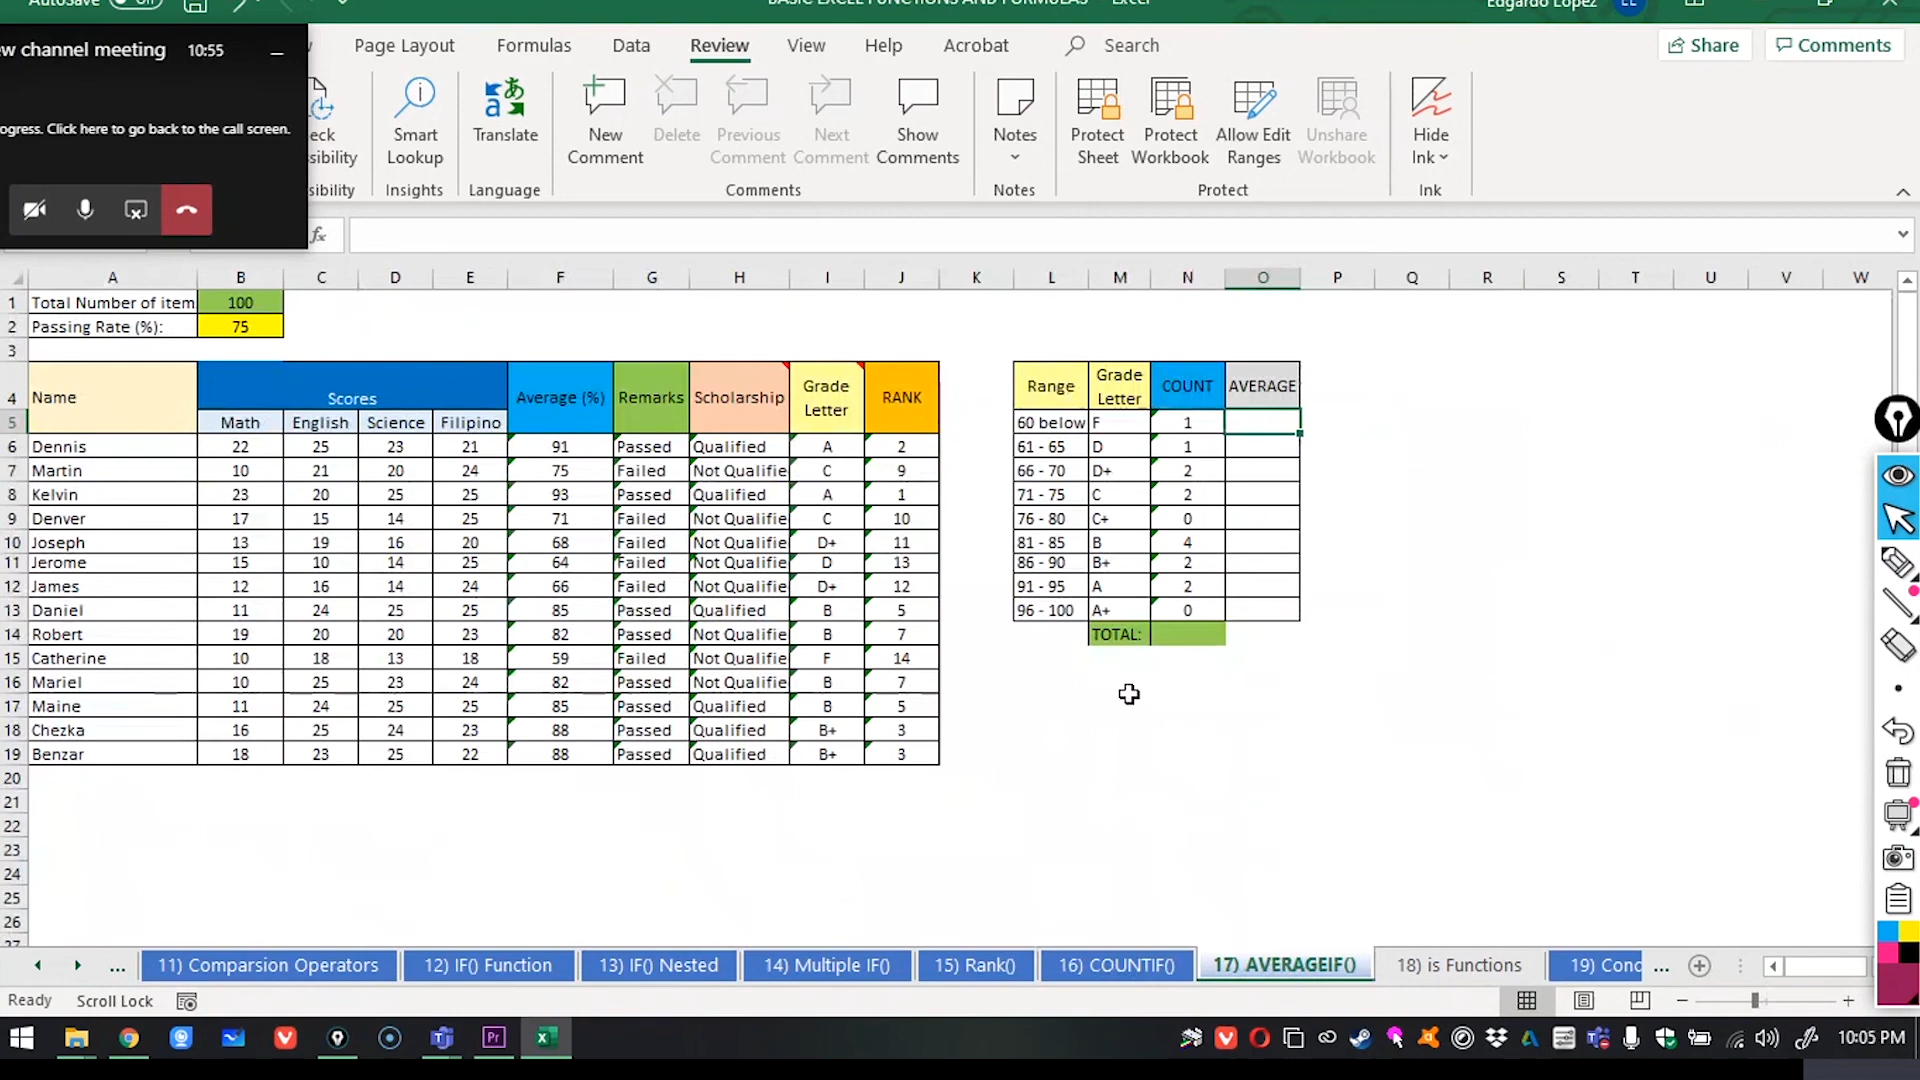 AutoSave Off BASIC EXCEL FUNCTIONS AND FORMULAS - Excel Edgardo Lopez EL
ew channel meeting 10:55
ogress. Click here to go back to the call screen.
Page Layout Formulas Data Review View Help Acrobat Search Share Comments
Smart Lookup
Translate
New Comment
Delete
Previous Comment
Next Comment
Show Comments
Notes
Protect Sheet
Protect Workbook
Allow Edit Ranges
Unshare Workbook
Hide Ink
Insights Language Comments Notes Protect Ink
fx
A B C D E F G H I J K L M N O P Q R S T U V W
1 Total Number of item 100
2 Passing Rate (%): 75
3
4 Name Scores Average (%) Remarks Scholarship Grade Letter RANK Range Grade Letter COUNT AVERAGE
5 Math English Science Filipino 60 below F 1
6 Dennis 22 25 23 21 91 Passed Qualified A 2 61 - 65 D 1
7 Martin 10 21 20 24 75 Failed Not Qualifie C 9 66 - 70 D+ 2
8 Kelvin 23 20 25 25 93 Passed Qualified A 1 71 - 75 C 2
9 Denver 17 15 14 25 71 Failed Not Qualifie C 10 76 - 80 C+ 0
10 Joseph 13 19 16 20 68 Failed Not Qualifie D+ 11 81 - 85 B 4
11 Jerome 15 10 14 25 64 Failed Not Qualifie D 13 86 - 90 B+ 2
12 James 12 16 14 24 66 Failed Not Qualifie D+ 12 91 - 95 A 2
13 Daniel 11 24 25 25 85 Passed Qualified B 5 96 - 100 A+ 0
14 Robert 19 20 20 23 82 Passed Not Qualifie B 7 TOTAL:
15 Catherine 10 18 13 18 59 Failed Not Qualifie F 14
16 Mariel 10 25 23 24 82 Passed Not Qualifie B 7
17 Maine 11 24 25 25 85 Passed Qualified B 5
18 Chezka 16 25 24 23 88 Passed Qualified B+ 3
19 Benzar 18 23 25 22 88 Passed Qualified B+ 3
20
21
22
23
24
25
26
27
... 11) Comparsion Operators 12) IF() Function 13) IF() Nested 14) Multiple IF() 15) Rank() 16) COUNTIF() 17) AVERAGEIF() 18) is Functions 19) Conc ...
Ready Scroll Lock
10:05 PM